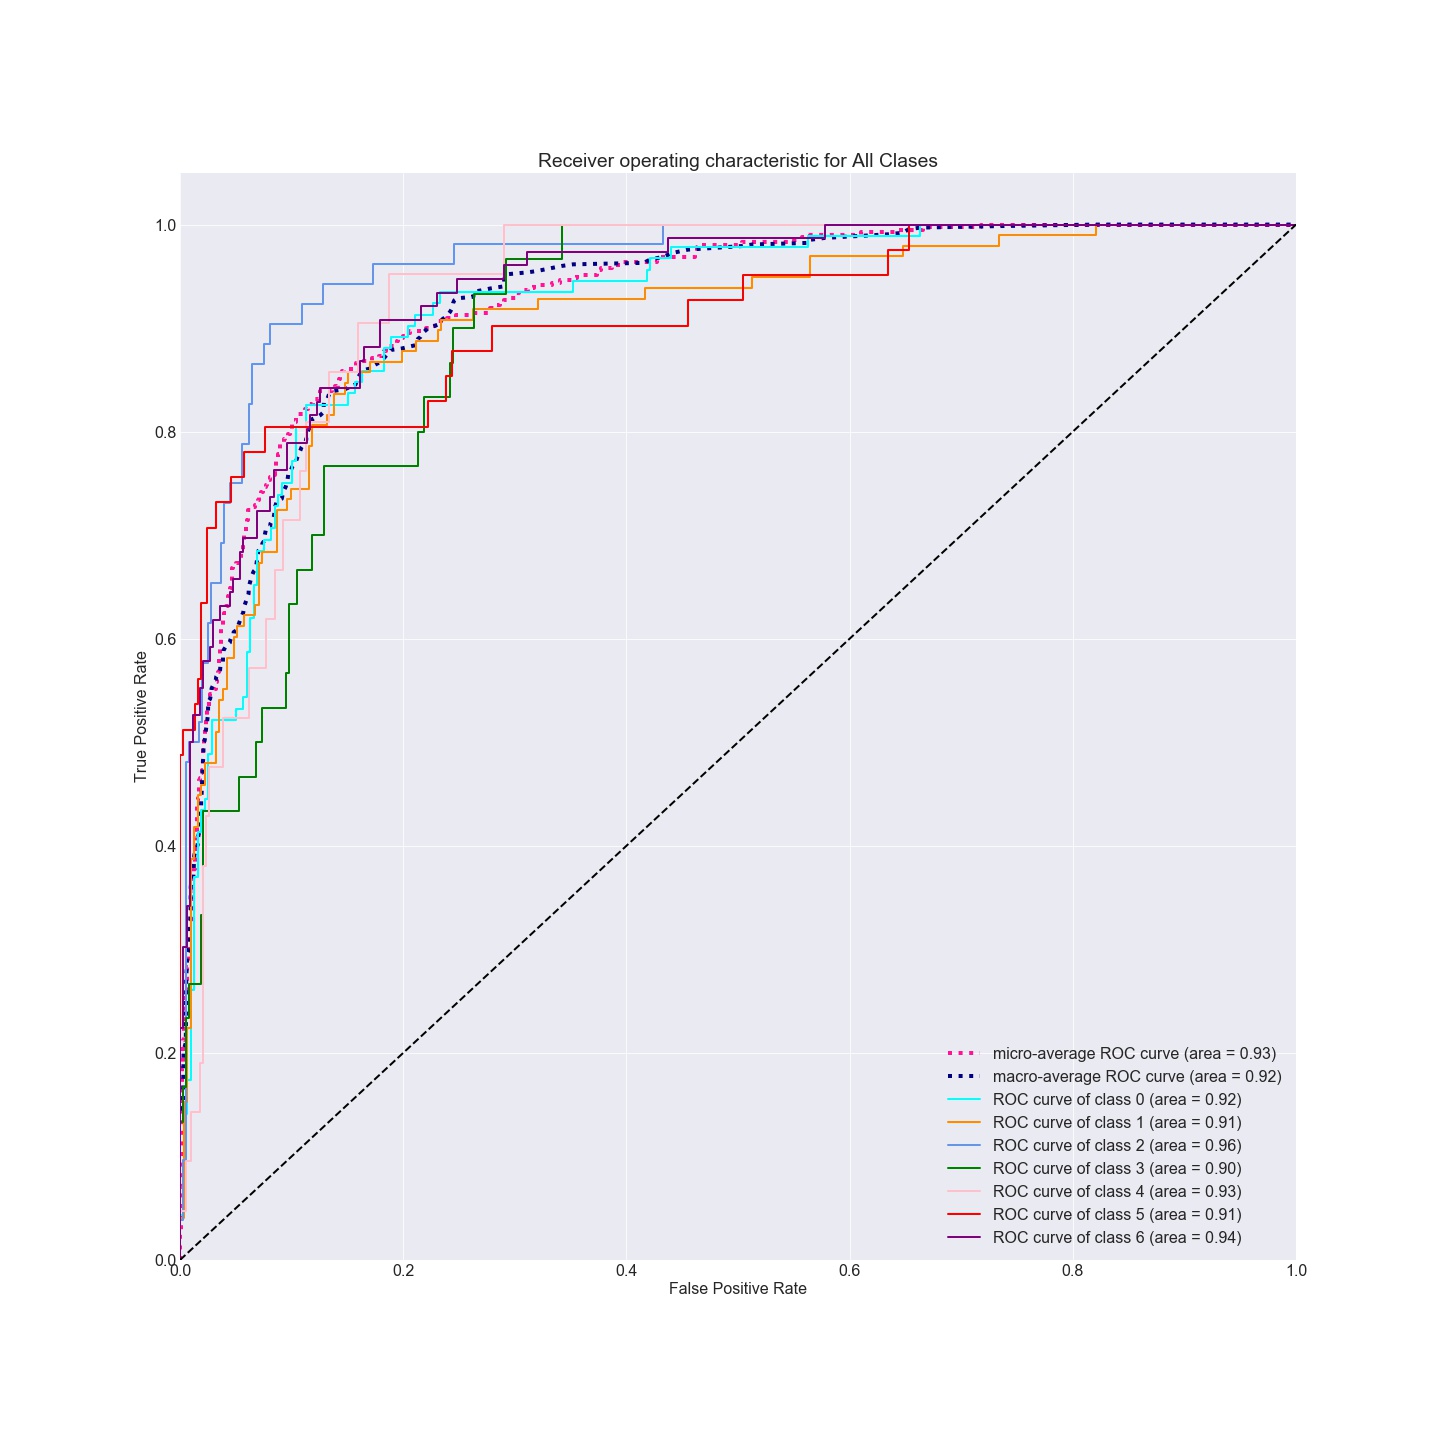 Receiver operating characteristic for All Clases
1.0
0.8
0.6
0.4
0.2
0.0
True Positive Rate
micro-average ROC curve (area = 0.93)
macro-average ROC curve (area = 0.92)
ROC curve of class 0 (area = 0.92)
ROC curve of class 1 (area = 0.91)
ROC curve of class 2 (area = 0.96)
ROC curve of class 3 (area = 0.90)
ROC curve of class 4 (area = 0.93)
ROC curve of class 5 (area = 0.91)
ROC curve of class 6 (area = 0.94)
0.0 0.2 0.4 0.6 0.8 1.0
False Positive Rate